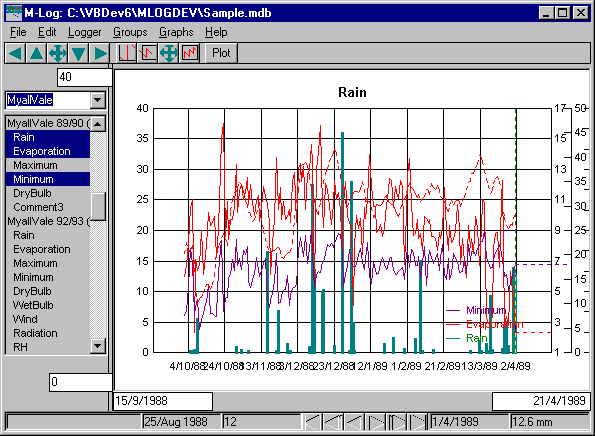 M-Log: C:\VBDev6\MLOGDEV\Sample.mdb
File Edit Logger Groups Graphs Help
Plot
40
MyallVale
MyallVale 89/90 (
Rain
Evaporation
Maximum
Minimum
DryBulb
Comment3
MyallVale 92/93 (
Rain
Evaporation
Maximum
Minimum
DryBulb
WetBulb
Wind
Radiation
RH
0
Rain
40
35
30
25
20
15
10
5
0
17
15
13
11
9
7
5
3
1
50
45
40
35
30
25
20
15
10
5
0
Minimum
Evaporation
Rain
4/10/88 24/10/88 13/11/88 3/12/88 23/12/88 12/1/89 1/2/89 21/2/89 13/3/89 2/4/89
15/9/1988 21/4/1989
25/Aug 1988 12 1/4/1989 12.6 mm